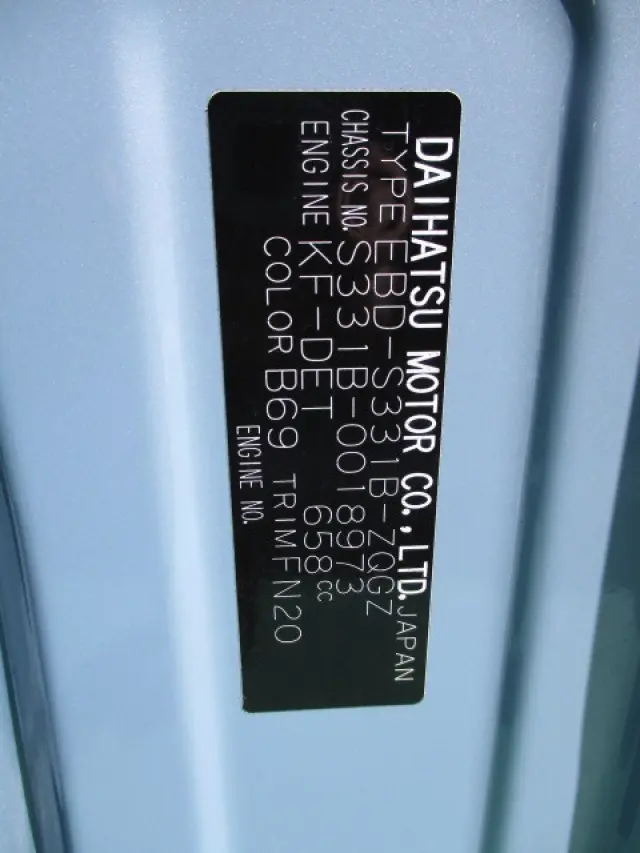 DAIHATSU MOTOR CO., LTD. JAPAN
TYPE EBD-S331B-ZQGZ
CHASSIS NO. S331B-0018973
ENGINE KF-DET 658cc
COLOR B69 TRIM FN20
ENGINE NO.